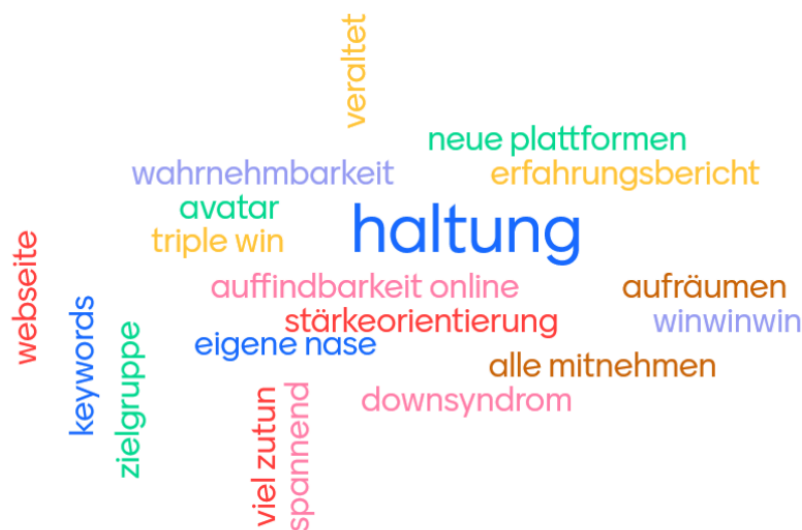 veraltet
neue plattformen
wahrnehmbarkeit
erfahrungsbericht
avatar
haltung
triple win
webseite
auffindbarkeit online
aufräumen
keywords
stärkeorientierung
winwinwin
zielgruppe
eigene nase
alle mitnehmen
downsyndrom
viel zutun
spannend